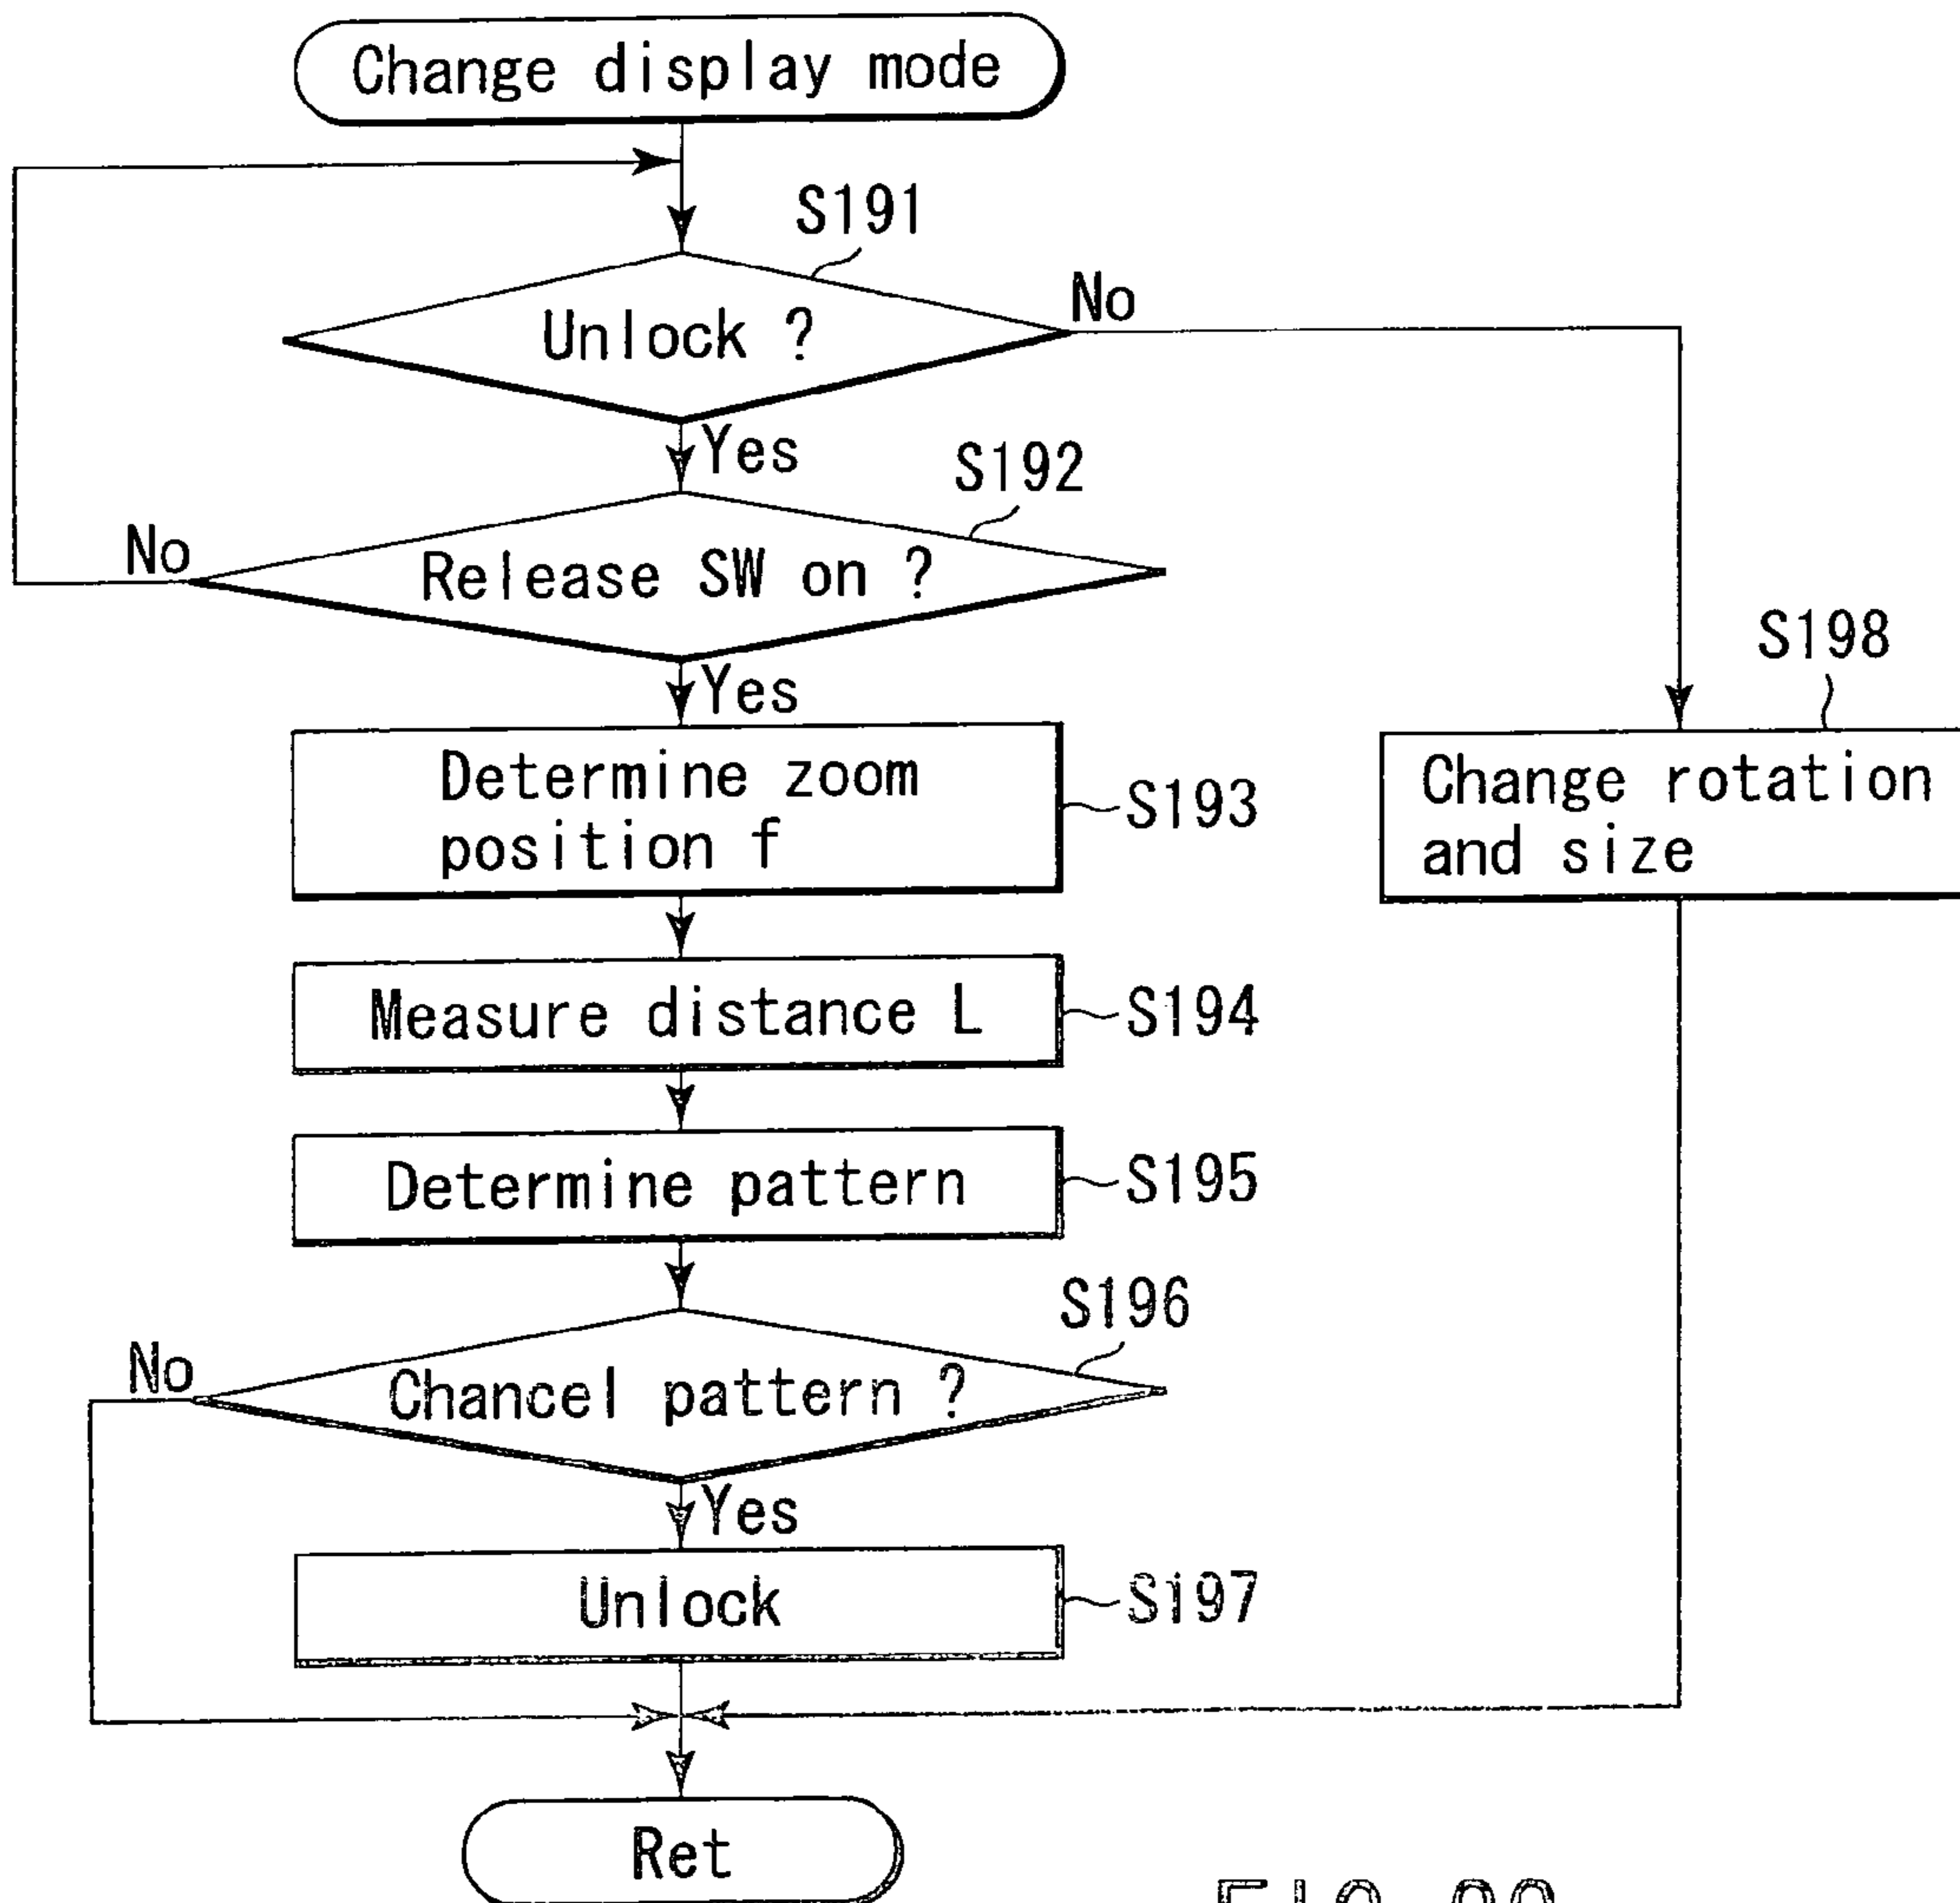 Change display mode
S191
Unlock ?
No
Yes
S192
Release SW on ?
No
Yes
Determine zoom
position f
S193
S198
Change rotation
and size
Measure distance L
S194
Determine pattern
S195
S196
Chancel pattern ?
No
Yes
Unlock
S197
Ret